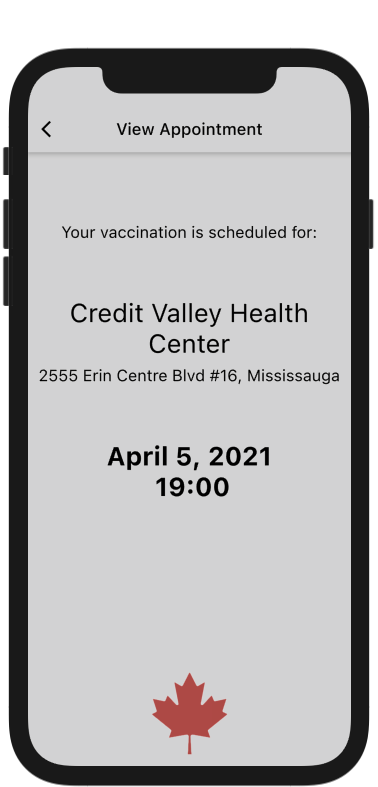 View Appointment
Your vaccination is scheduled for:
Credit Valley Health
Center
2555 Erin Centre Blvd #16, Mississauga
April 5, 2021
19:00